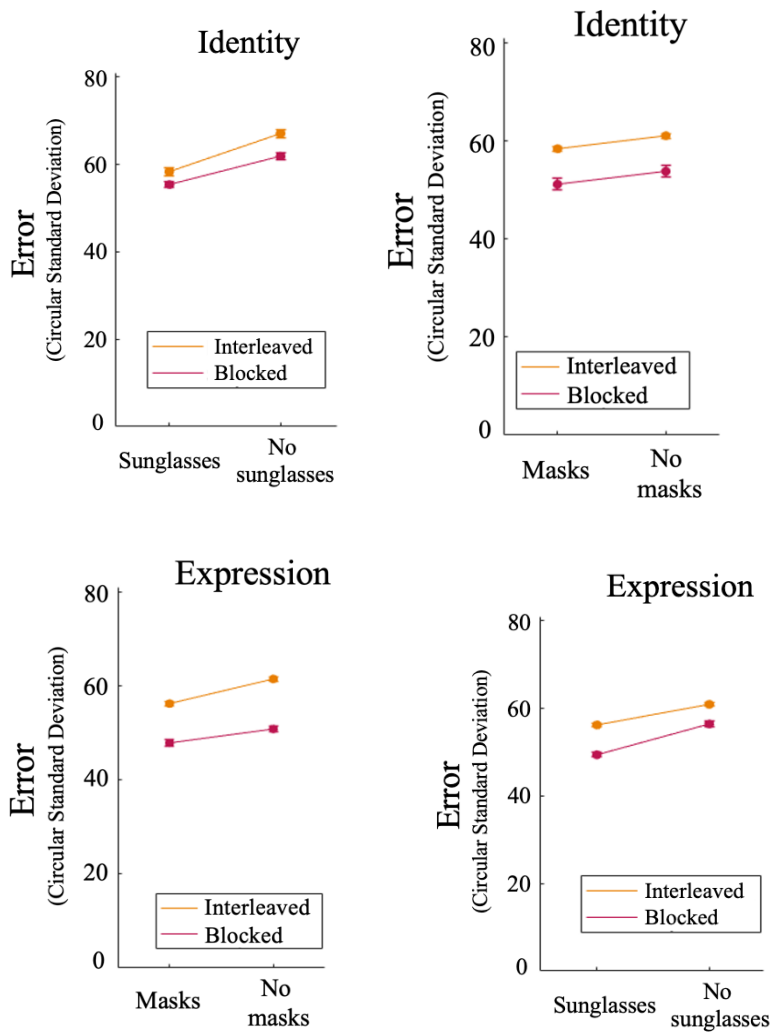 Identity
80
60
40
20
0
Error
(Circular Standard Deviation)
Interleaved
Blocked
Sunglasses
No
sunglasses
Identity
80
60
40
20
0
Error
(Circular Standard Deviation)
Interleaved
Blocked
Masks
No
masks
Expression
80
60
40
20
0
Error
(Circular Standard Deviation)
Interleaved
Blocked
Masks
No
masks
Expression
80
60
40
20
0
Error
(Circular Standard Deviation)
Interleaved
Blocked
Sunglasses
No
sunglasses